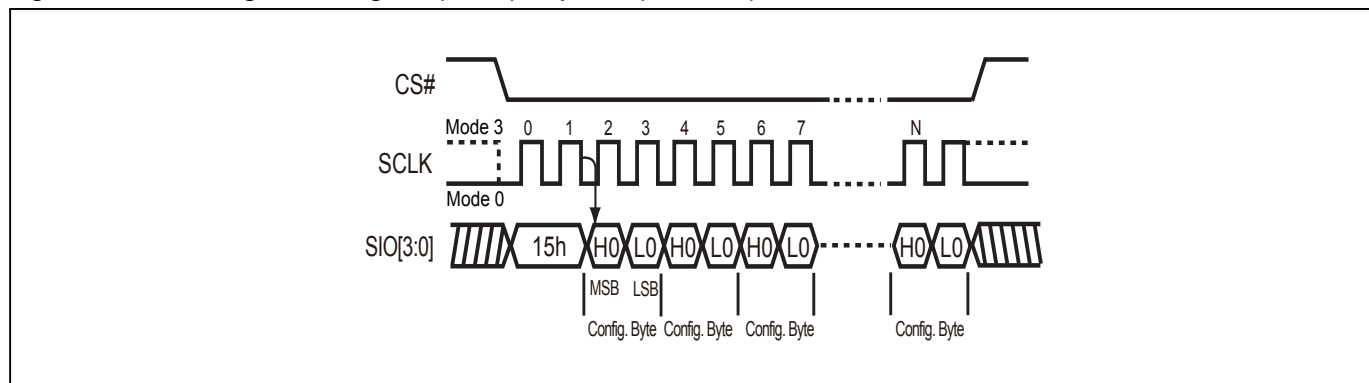 CS#
Mode 3 0 1 2 3 4 5 6 7 N
SCLK
Mode 0
SIO[3:0] 15h H0 L0 H0 L0 H0 L0 H0 L0
MSB LSB
Config. Byte Config. Byte Config. Byte Config. Byte